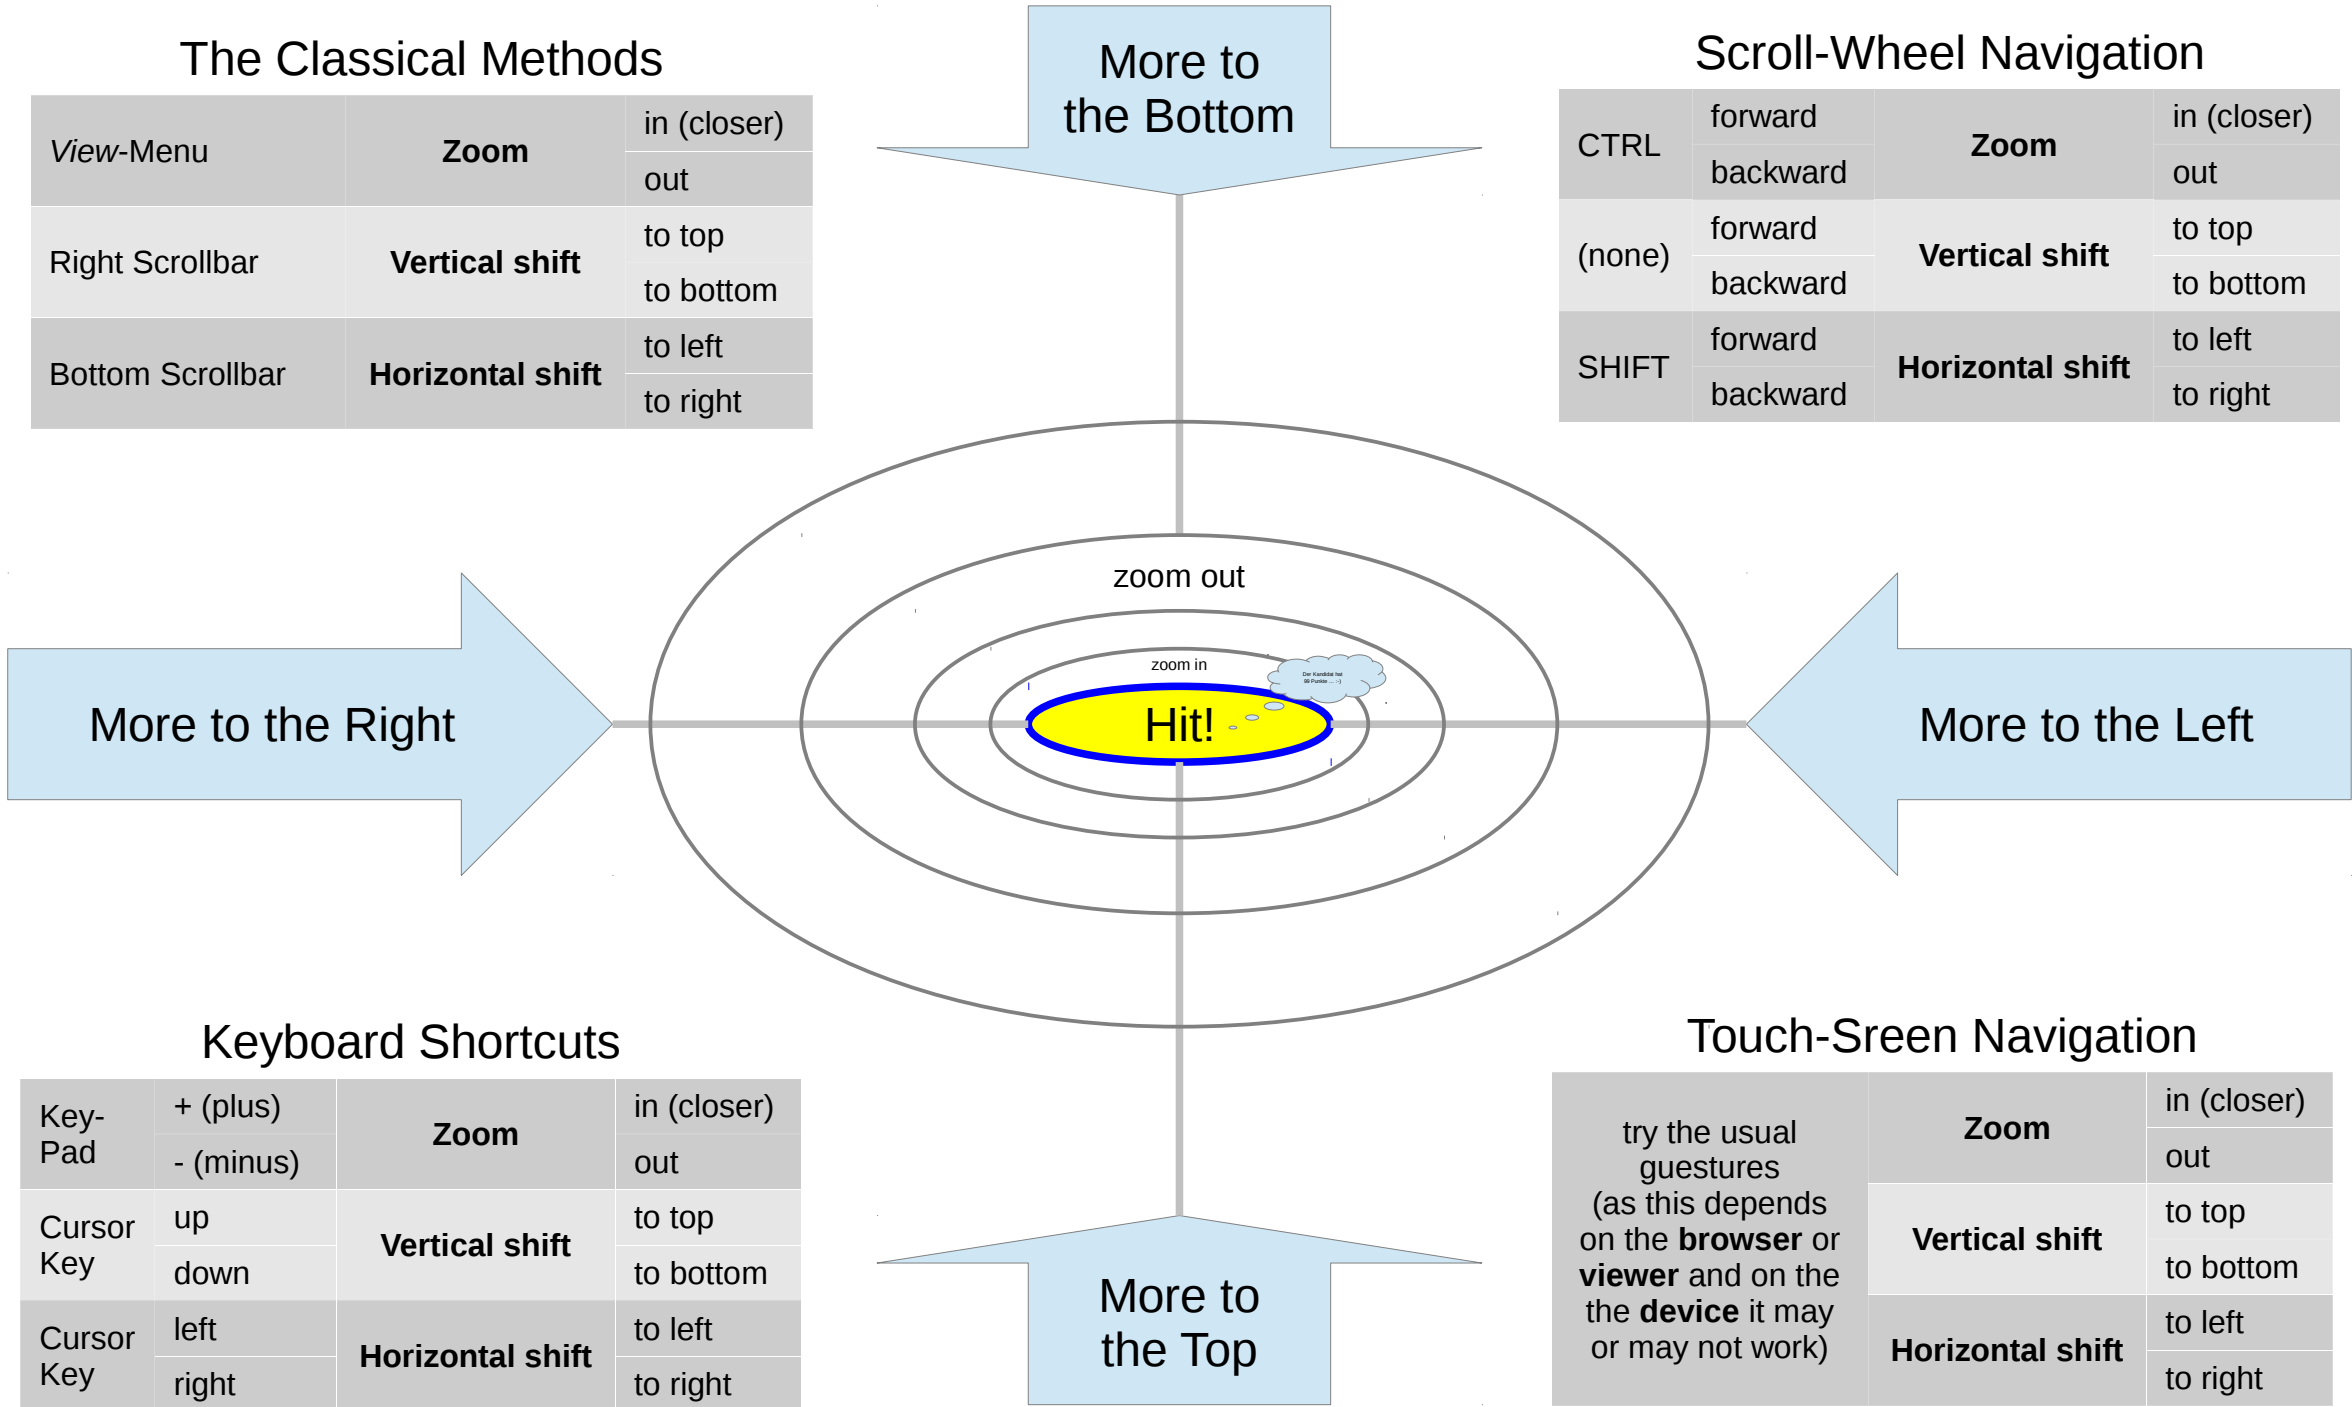 The Classical Methods
View-Menu
Zoom
in (closer)
out
Right Scrollbar
Vertical shift
to top
to bottom
Bottom Scrollbar
Horizontal shift
to left
to right
More to
the Bottom
Scroll-Wheel Navigation
CTRL
forward
backward
Zoom
in (closer)
out
(none)
forward
backward
Vertical shift
to top
to bottom
SHIFT
forward
backward
Horizontal shift
to left
to right
More to the Right
zoom out
zoom in
Der Kandidat hat
99 Punkte ... :-)
Hit!
More to the Left
Keyboard Shortcuts
Key-
Pad
+ (plus)
- (minus)
Zoom
in (closer)
out
Cursor
Key
up
down
Vertical shift
to top
to bottom
Cursor
Key
left
right
Horizontal shift
to left
to right
More to
the Top
Touch-Sreen Navigation
try the usual
guestures
(as this depends
on the browser or
viewer and on the
the device it may
or may not work)
Zoom
in (closer)
out
Vertical shift
to top
to bottom
Horizontal shift
to left
to right